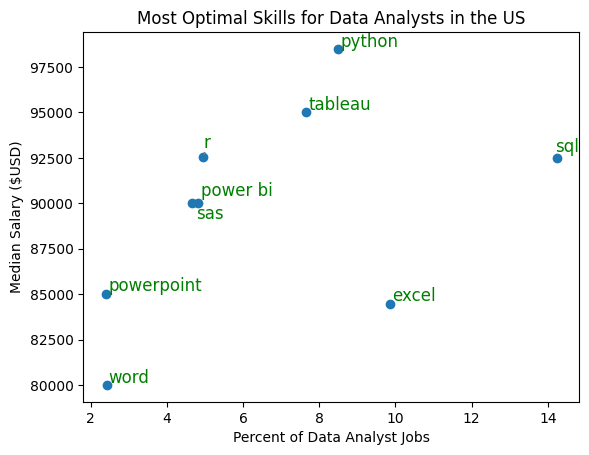 Most Optimal Skills for Data Analysts in the US
python
97500
tableau
95000
r
sql
92500
power bi
90000
sas
87500
powerpoint
85000
excel
82500
word
80000
2 4 6 8 10 12 14
Percent of Data Analyst Jobs
Median Salary ($USD)